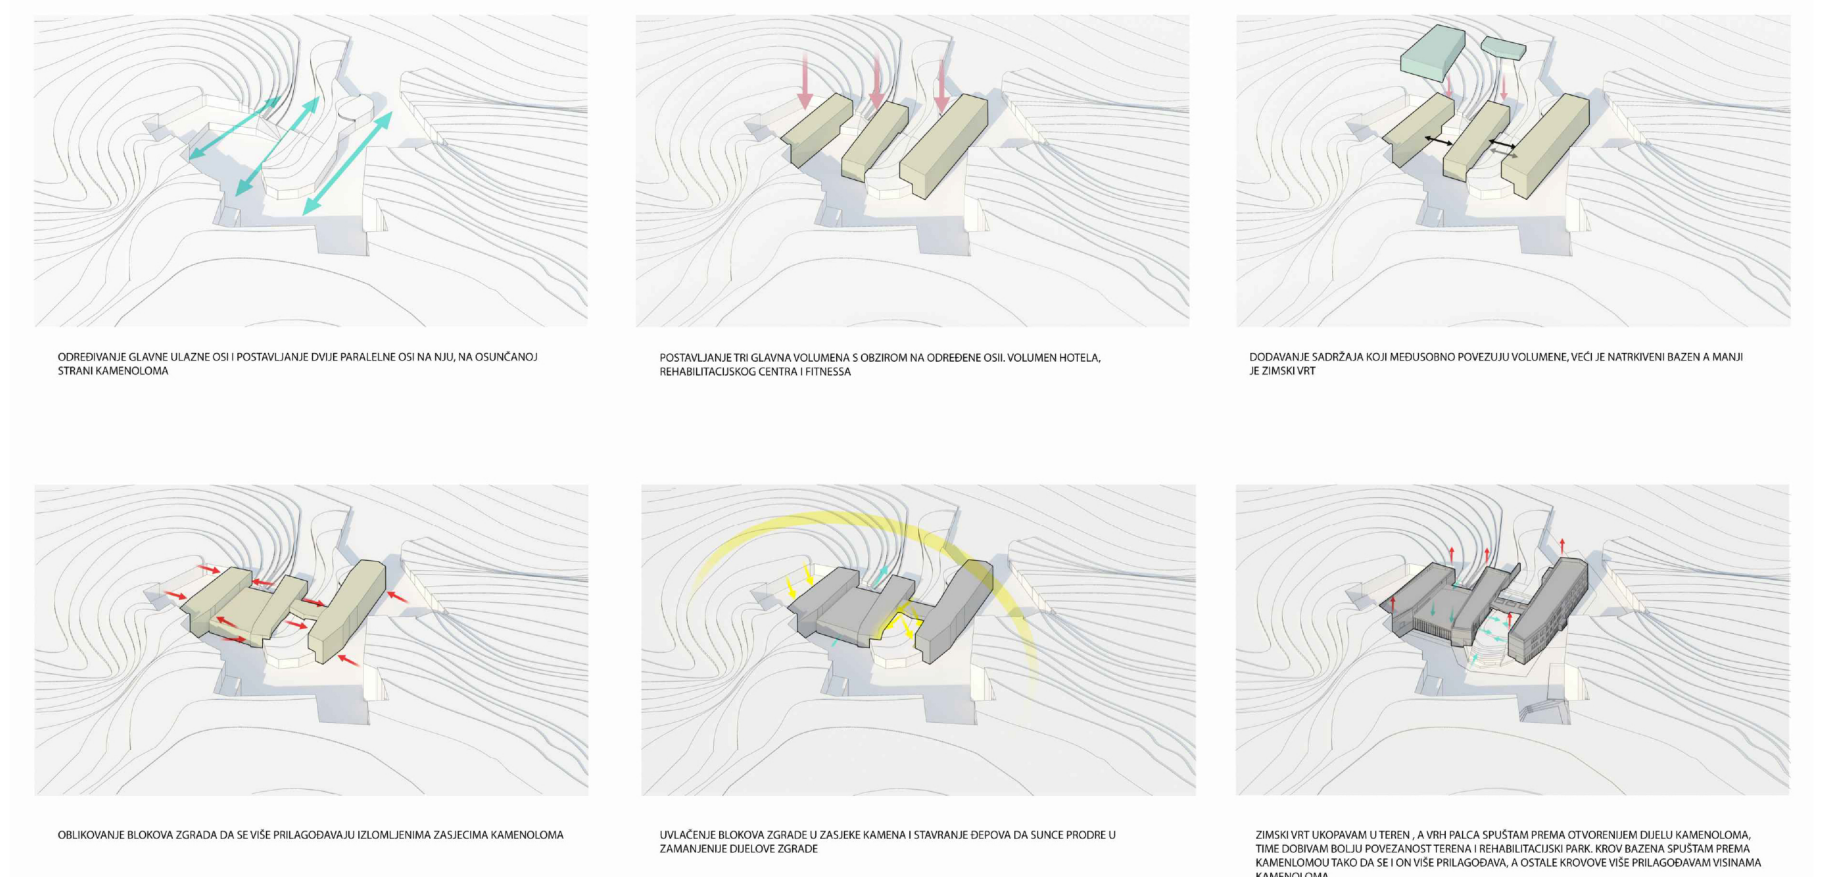 ODREĐIVANJE GLAVNE ULAZNE OSI I POSTAVLJANJE DVIJE PARALELNE OSI NA NJU, NA OSUNČANOJ
STRANI KAMENOLOMA
POSTAVLJANJE TRI GLAVNA VOLUMENA S OBZIROM NA ODREĐENE OSII. VOLUMEN HOTELA,
REHABILITACIJSKOG CENTRA I FITNESSA
DODAVANJE SADRŽAJA KOJI MEĐUSOBNO POVEZUJU VOLUMENE, VEĆI JE NATRKIVENI BAZEN A MANJI
JE ZIMSKI VRT
OBLIKOVANJE BLOKOVA ZGRADA DA SE VIŠE PRILAGOĐAVAJU IZLOMLJENIMA ZASJECIMA KAMENOLOMA
UVLAČENJE BLOKOVA ZGRADE U ZASJEKE KAMENA I STAVRANJE ĐEPOVA DA SUNCE PRODRE U
ZAMANJENIJE DIJELOVE ZGRADE
ZIMSKI VRT UKOPAVAM U TEREN , A VRH PALCA SPUŠTAM PREMA OTVORENIJEM DIJELU KAMENOLOMA,
TIME DOBIVAM BOLJU POVEZANOST TERENA I REHABILITACIJSKI PARK. KROV BAZENA SPUŠTAM PREMA
KAMENLOMOU TAKO DA SE I ON VIŠE PRILAGOĐAVA, A OSTALE KROVOVE VIŠE PRILAGOĐAVAM VISINAMA
KAMENOLOMA